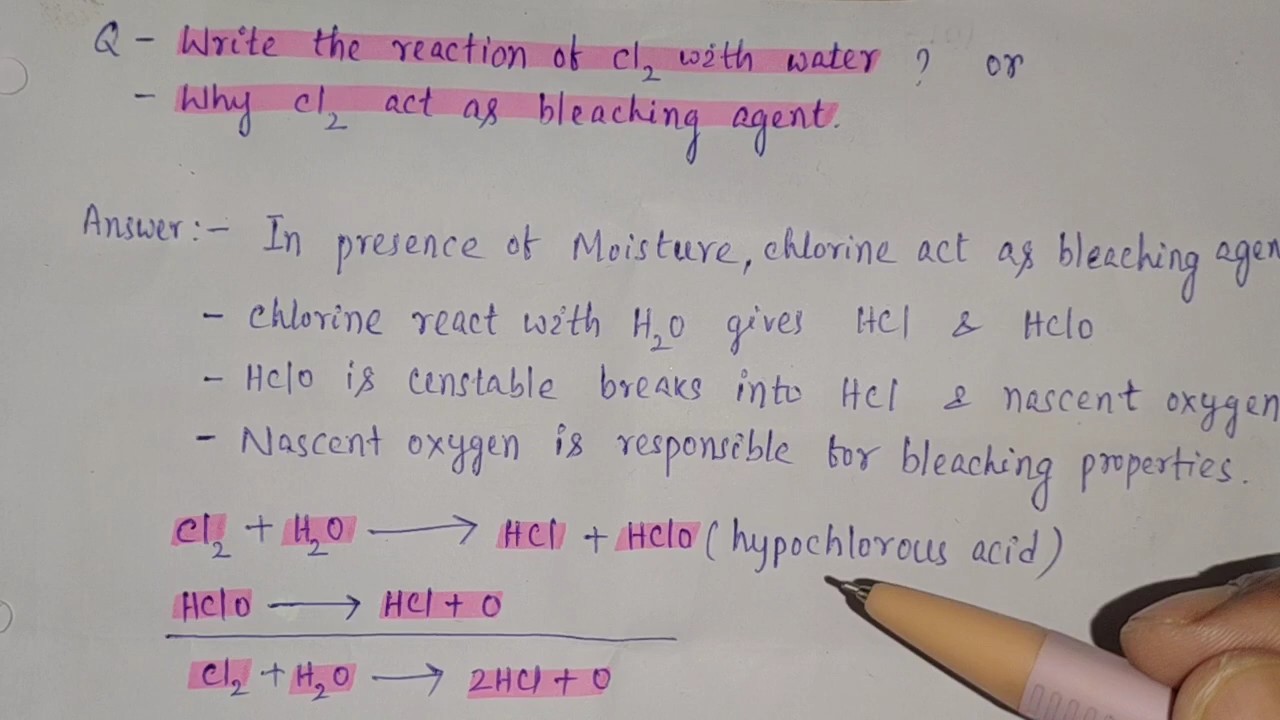 Q - Write the reaction of Cl₂ with water ? or
- Why Cl₂ act as bleaching agent.
Answer :- In presence of Moisture, chlorine act as bleaching agen
- chlorine react with H₂O gives HCl & HClO
- HClO is unstable breaks into HCl & nascent oxygen
- Nascent oxygen is responsible for bleaching properties.
Cl₂ + H₂O ⟶ HCl + HClO (hypochlorous acid)
HClO ⟶ HCl + O
Cl₂ + H₂O ⟶ 2HCl + O